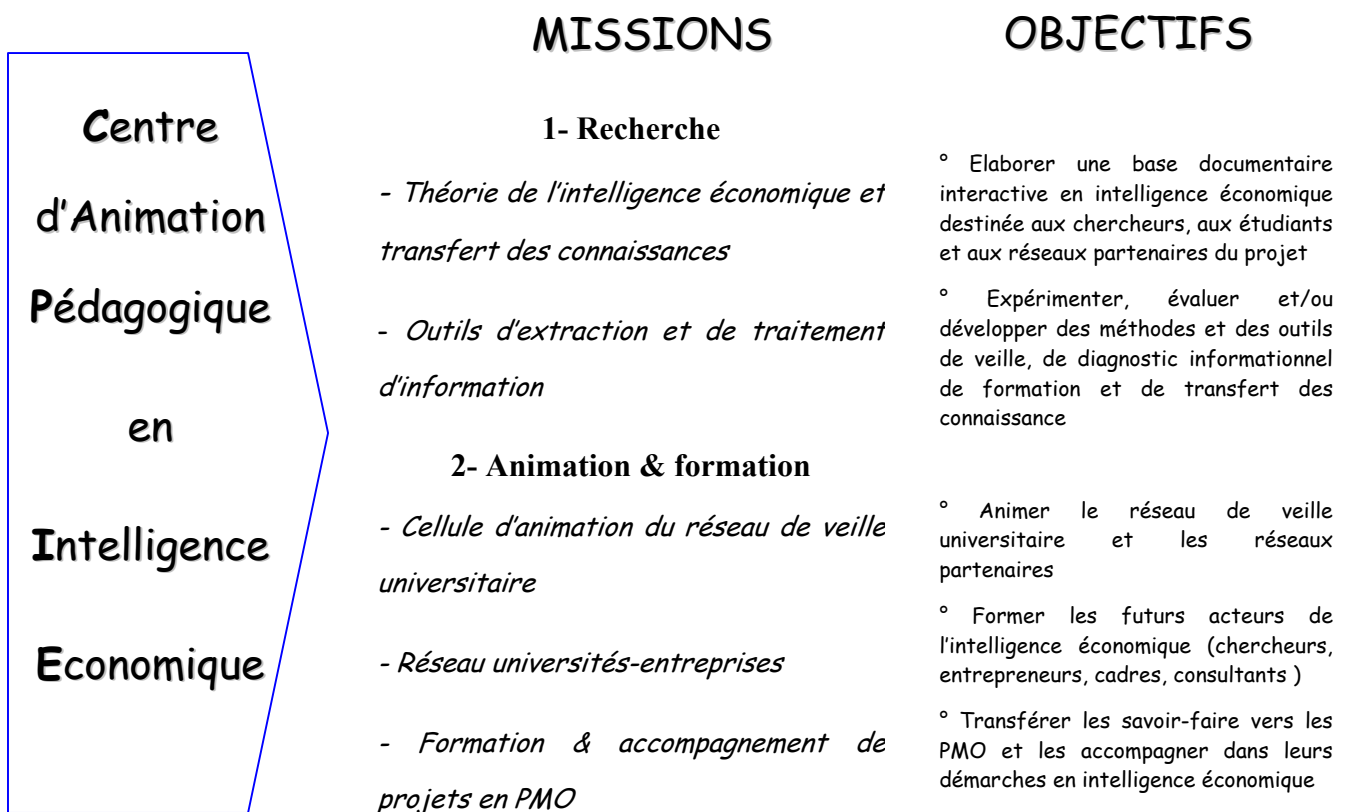 MISSIONS
OBJECTIFS
Centre
d'Animation
Pédagogique
en
Intelligence
Economique
1- Recherche
- Théorie de l'intelligence économique et
transfert des connaissances
- Outils d'extraction et de traitement
d'information
2- Animation & formation
- Cellule d'animation du réseau de veille
universitaire
- Réseau universités-entreprises
- Formation & accompagnement de
projets en PMO
° Elaborer une base documentaire
interactive en intelligence économique
destinée aux chercheurs, aux étudiants
et aux réseaux partenaires du projet
° Expérimenter, évaluer et/ou
développer des méthodes et des outils
de veille, de diagnostic informationnel
de formation et de transfert des
connaissance
° Animer le réseau de veille
universitaire et les réseaux
partenaires
° Former les futurs acteurs de
l'intelligence économique (chercheurs,
entrepreneurs, cadres, consultants )
° Transférer les savoir-faire vers les
PMO et les accompagner dans leurs
démarches en intelligence économique